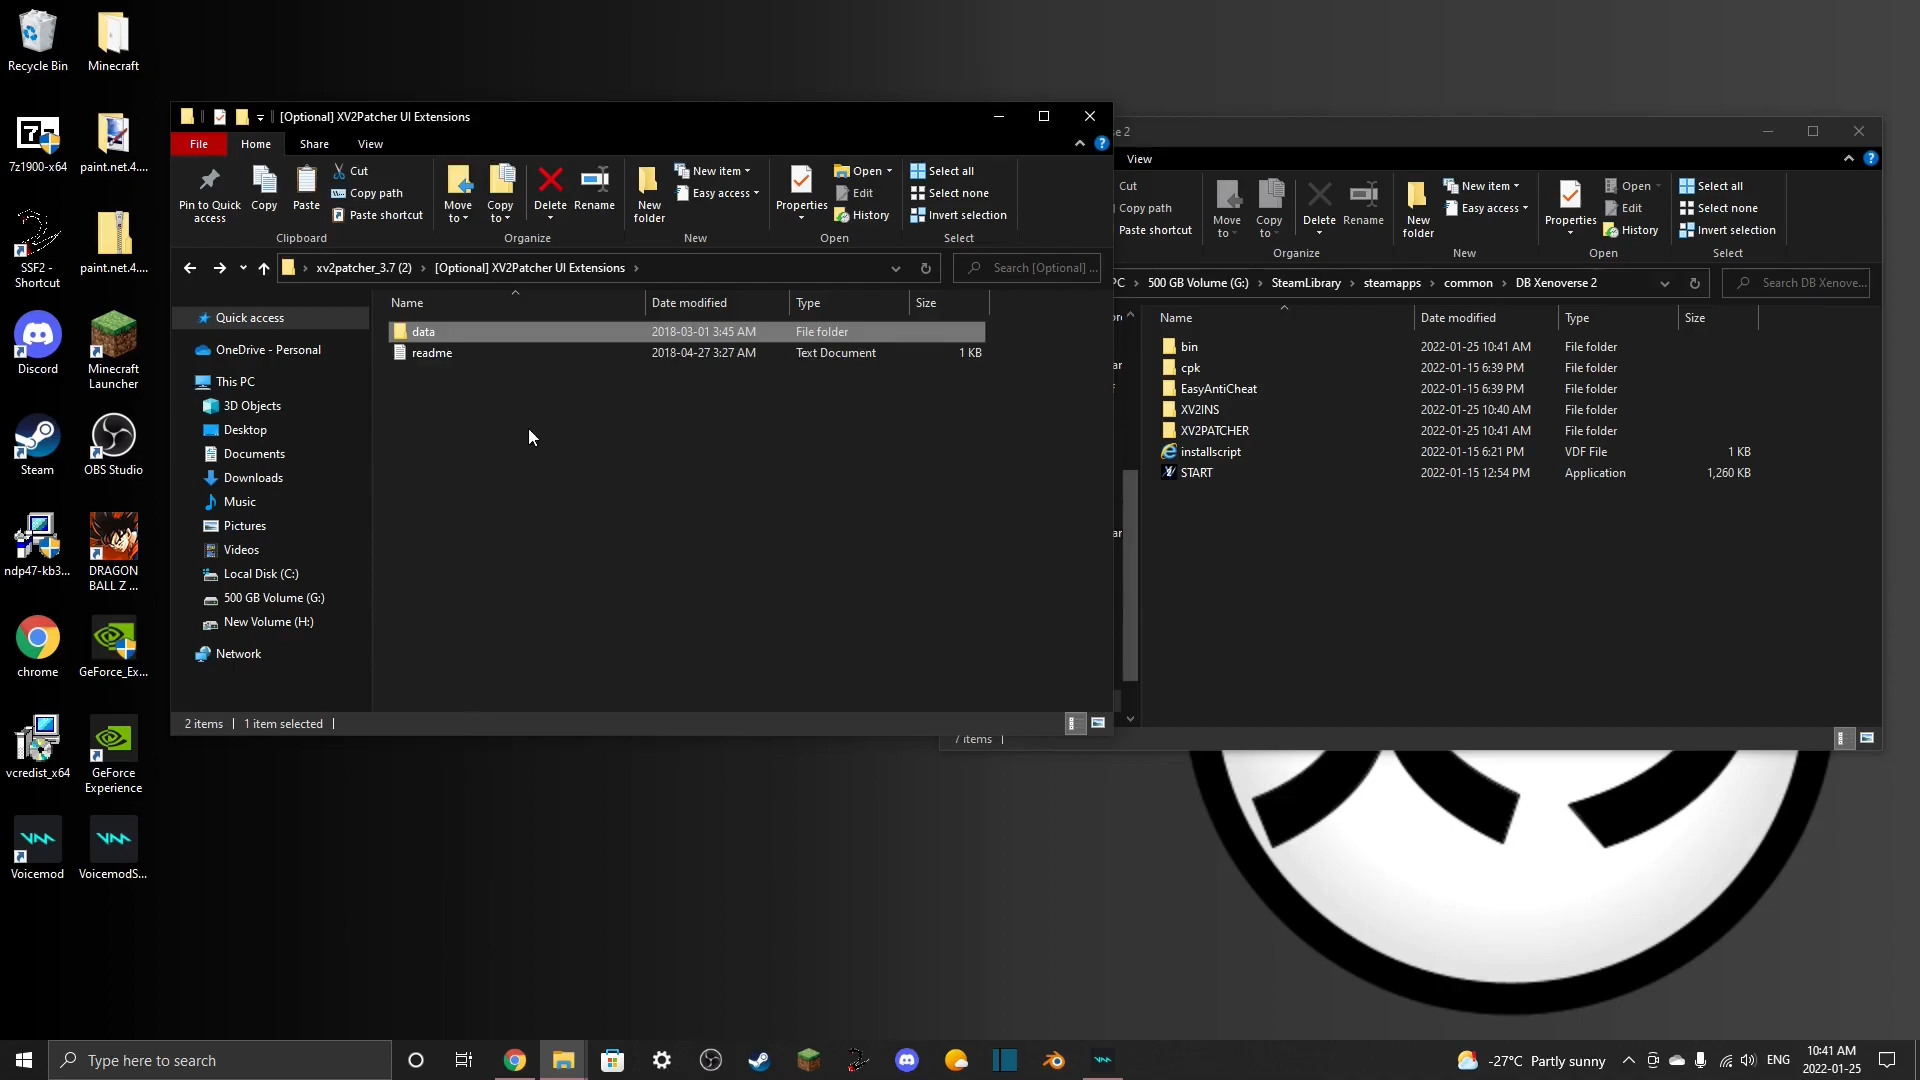 Recycle Bin
Minecraft
7z1900-x64
paint.net.4....
SSF2 -
Shortcut
paint.net.4....
Discord
Minecraft
Launcher
Steam
OBS Studio
ndp47-kb3...
DRAGON
BALL Z ...
chrome
GeForce_Ex...
vcredist_x64
GeForce
Experience
Voicemod
VoicemodS...
[Optional] XV2Patcher UI Extensions
File
Home
Share
View
Pin to Quick
access
Copy
Paste
Cut
Copy path
Paste shortcut
Clipboard
Move
to
Copy
to
Delete
Rename
Organize
New
folder
New item
Easy access
New
Properties
Open
Edit
History
Open
Select all
Select none
Invert selection
Select
xv2patcher_3.7 (2) › [Optional] XV2Patcher UI Extensions ›
Search [Optional] ...
Name
Date modified
Type
Size
data 2018-03-01 3:45 AM File folder
readme 2018-04-27 3:27 AM Text Document 1 KB
Quick access
OneDrive - Personal
This PC
3D Objects
Desktop
Documents
Downloads
Music
Pictures
Videos
Local Disk (C:)
500 GB Volume (G:)
New Volume (H:)
Network
2 items
1 item selected
se 2
View
Cut
Copy path
Paste shortcut
Move
to
Copy
to
Delete
Rename
Organize
New
folder
New item
Easy access
New
Properties
Open
Edit
History
Open
Select all
Select none
Invert selection
Select
PC › 500 GB Volume (G:) › SteamLibrary › steamapps › common › DB Xenoverse 2
Search DB Xenove...
Name
Date modified
Type
Size
bin 2022-01-25 10:41 AM File folder
cpk 2022-01-15 6:39 PM File folder
EasyAntiCheat 2022-01-15 6:39 PM File folder
XV2INS 2022-01-25 10:40 AM File folder
XV2PATCHER 2022-01-25 10:41 AM File folder
installscript 2022-01-15 6:21 PM VDF File 1 KB
START 2022-01-15 12:54 PM Application 1,260 KB
ar
ar
7 items
Type here to search
-27°C Partly sunny
ENG
10:41 AM
2022-01-25